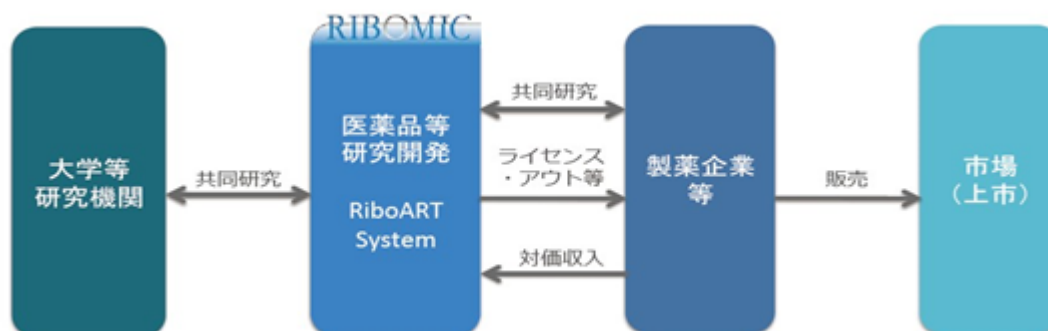 RIBOMIC
大学等
研究機関
共同研究
医薬品等
研究開発
RiboART
System
共同研究
ライセンス
・アウト等
対価収入
製薬企業
等
販売
市場
（上市）